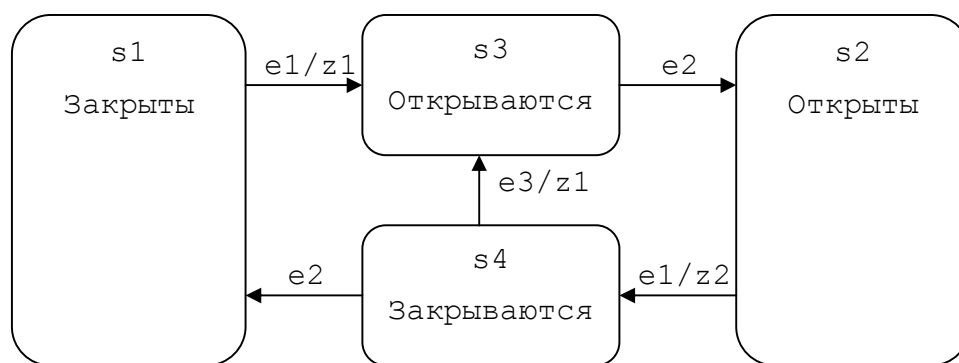 s1
Закрыты
e1/z1
s3
Открываются
e2
s2
Открыты
e3/z1
e2
s4
Закрываются
e1/z2